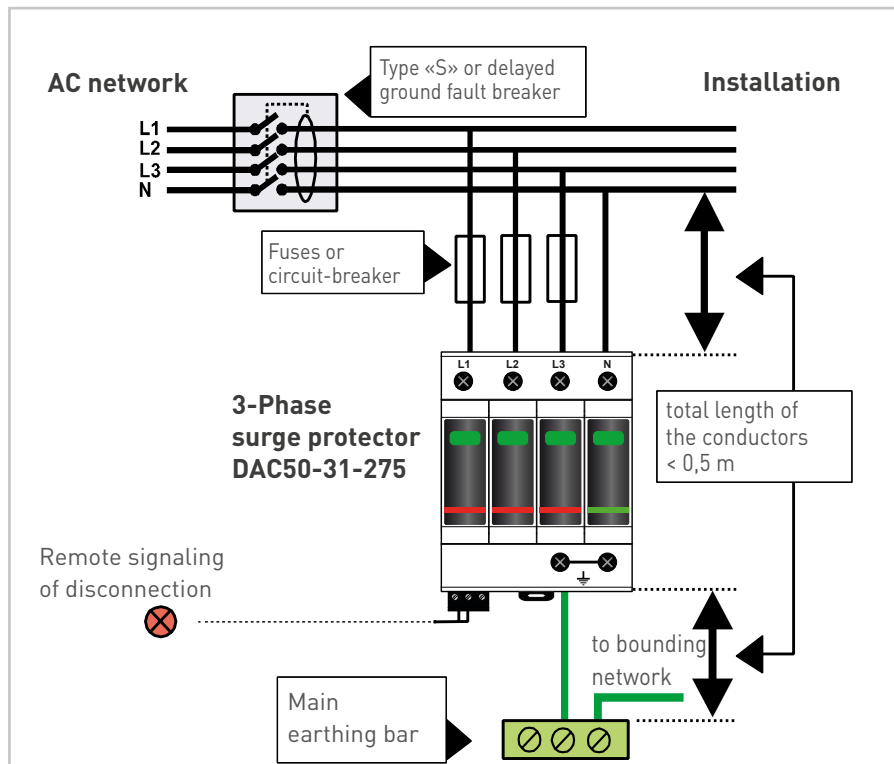 AC network
Type «S» or delayed
ground fault breaker
Installation
L1
L2
L3
N
Fuses or
circuit-breaker
L1 L2 L3 N
3-Phase
surge protector
DAC50-31-275
total length of
the conductors
< 0,5 m
Remote signaling
of disconnection
to bounding
network
Main
earthing bar